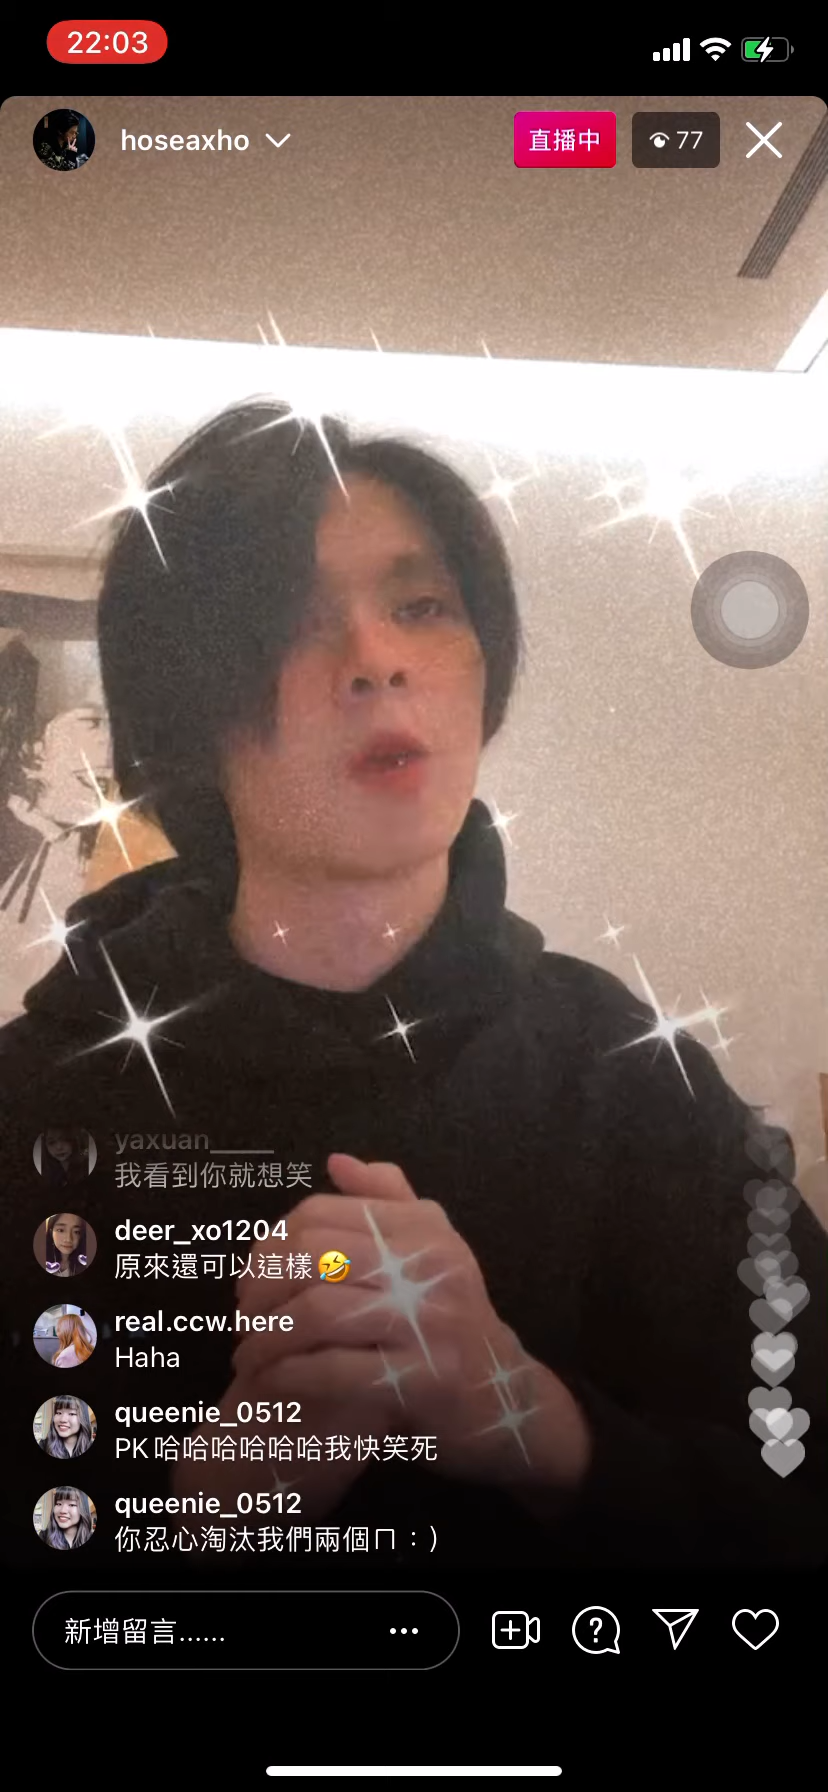 22:03
hoseaxho
直播中
77
yaxuan_____
我看到你就想笑
deer_xo1204
原來還可以這樣🤣
real.ccw.here
Haha
queenie_0512
PK哈哈哈哈哈哈我快笑死
queenie_0512
你忍心淘汰我們兩個ㄇ：）
新增留言......